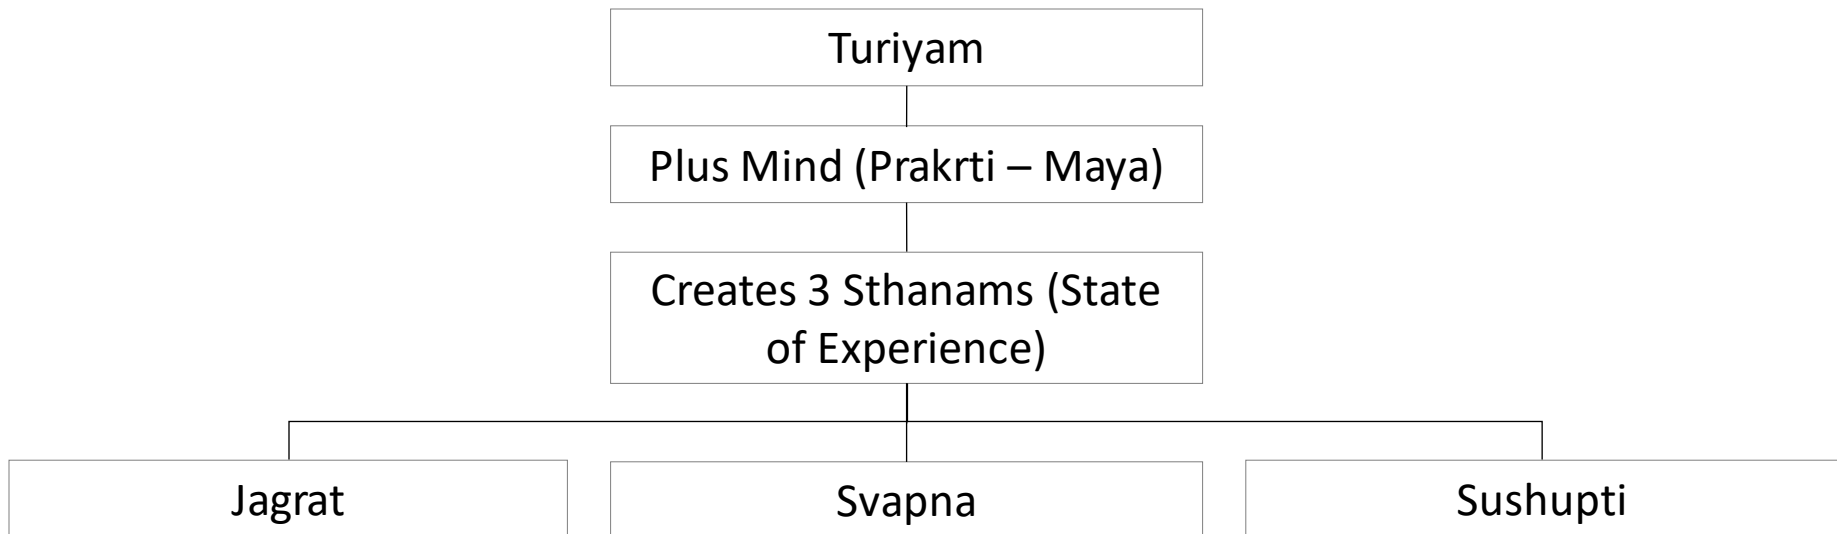 Turiyam
Plus Mind (Prakrti – Maya)
Creates 3 Sthanams (State
of Experience)
Jagrat
Svapna
Sushupti